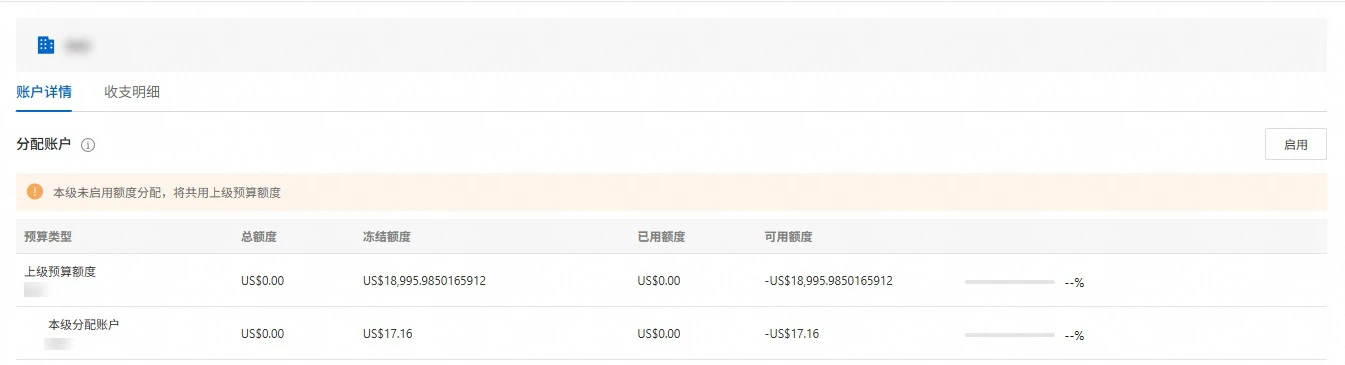 账户详情 收支明细
分配账户 启用
本级未启用额度分配，将共用上级预算额度
预算类型 总额度 冻结额度 已用额度 可用额度
上级预算额度
US$0.00 US$18,995.9850165912 US$0.00 -US$18,995.9850165912 --%
本级分配账户
US$0.00 US$17.16 US$0.00 -US$17.16 --%